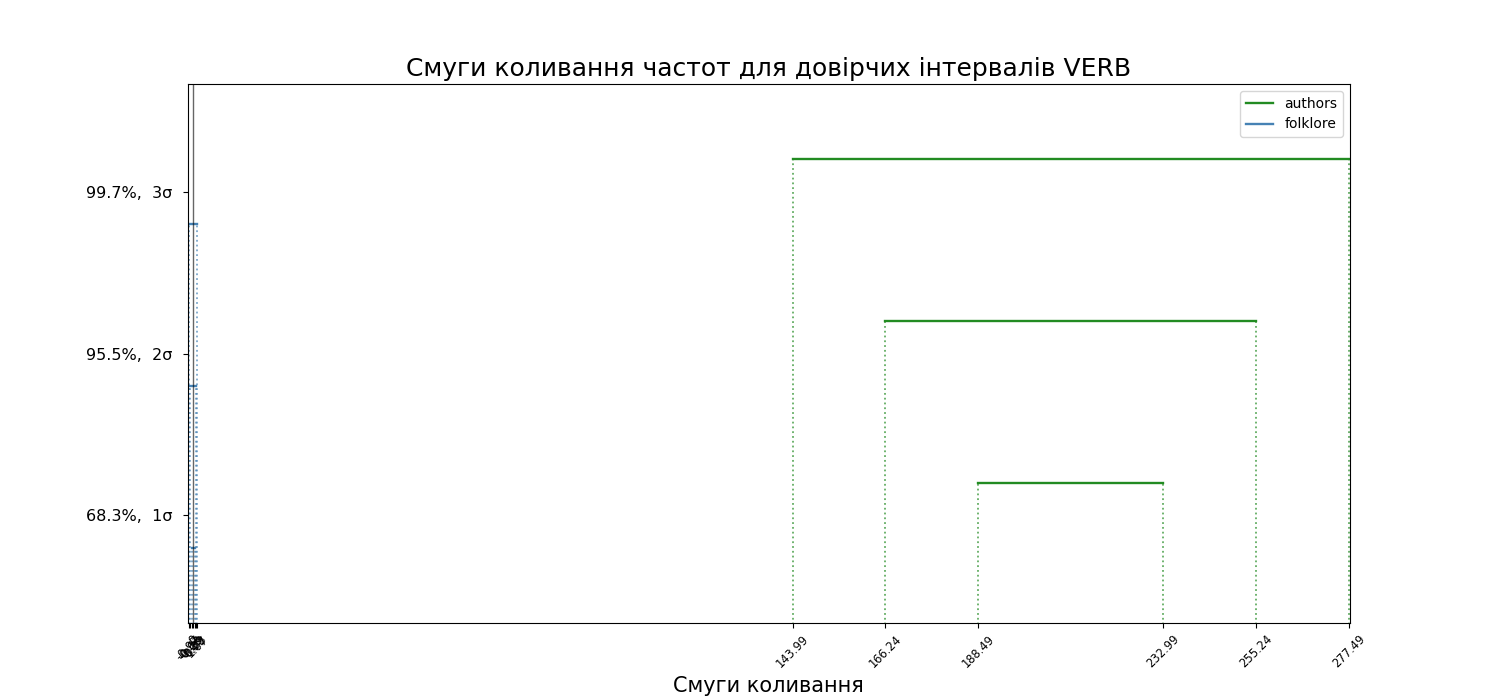 Смуги коливання частот для довірчих інтервалів VERB
authors
folklore
99.7%, 3σ
95.5%, 2σ
68.3%, 1σ
143.99
166.24
188.49
232.99
255.24
277.49
Смуги коливання